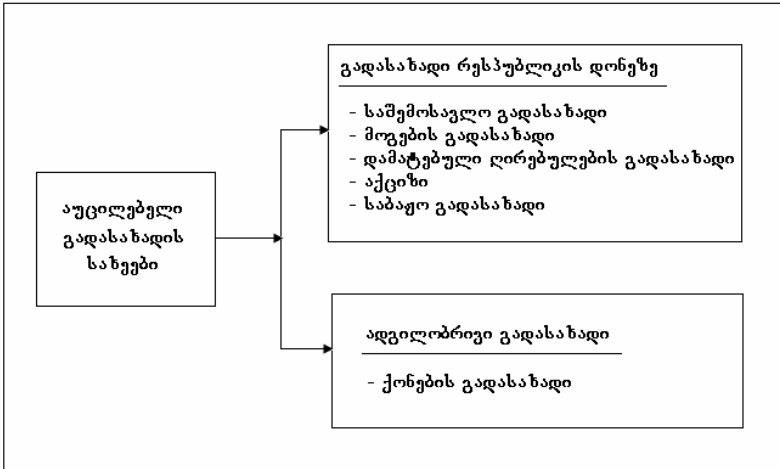 აუცილებელი
გადასახადის
სახეები
გადასახადი რესპუბლიკის დონეზე
- საშემოსავლო გადასახადი
- მოგების გადასახადი
- დამატებული ღირებულების გადასახადი
- აქციზი
- საბაჟო გადასახადი
ადგილობრივი გადასახადი
- ქონების გადასახადი